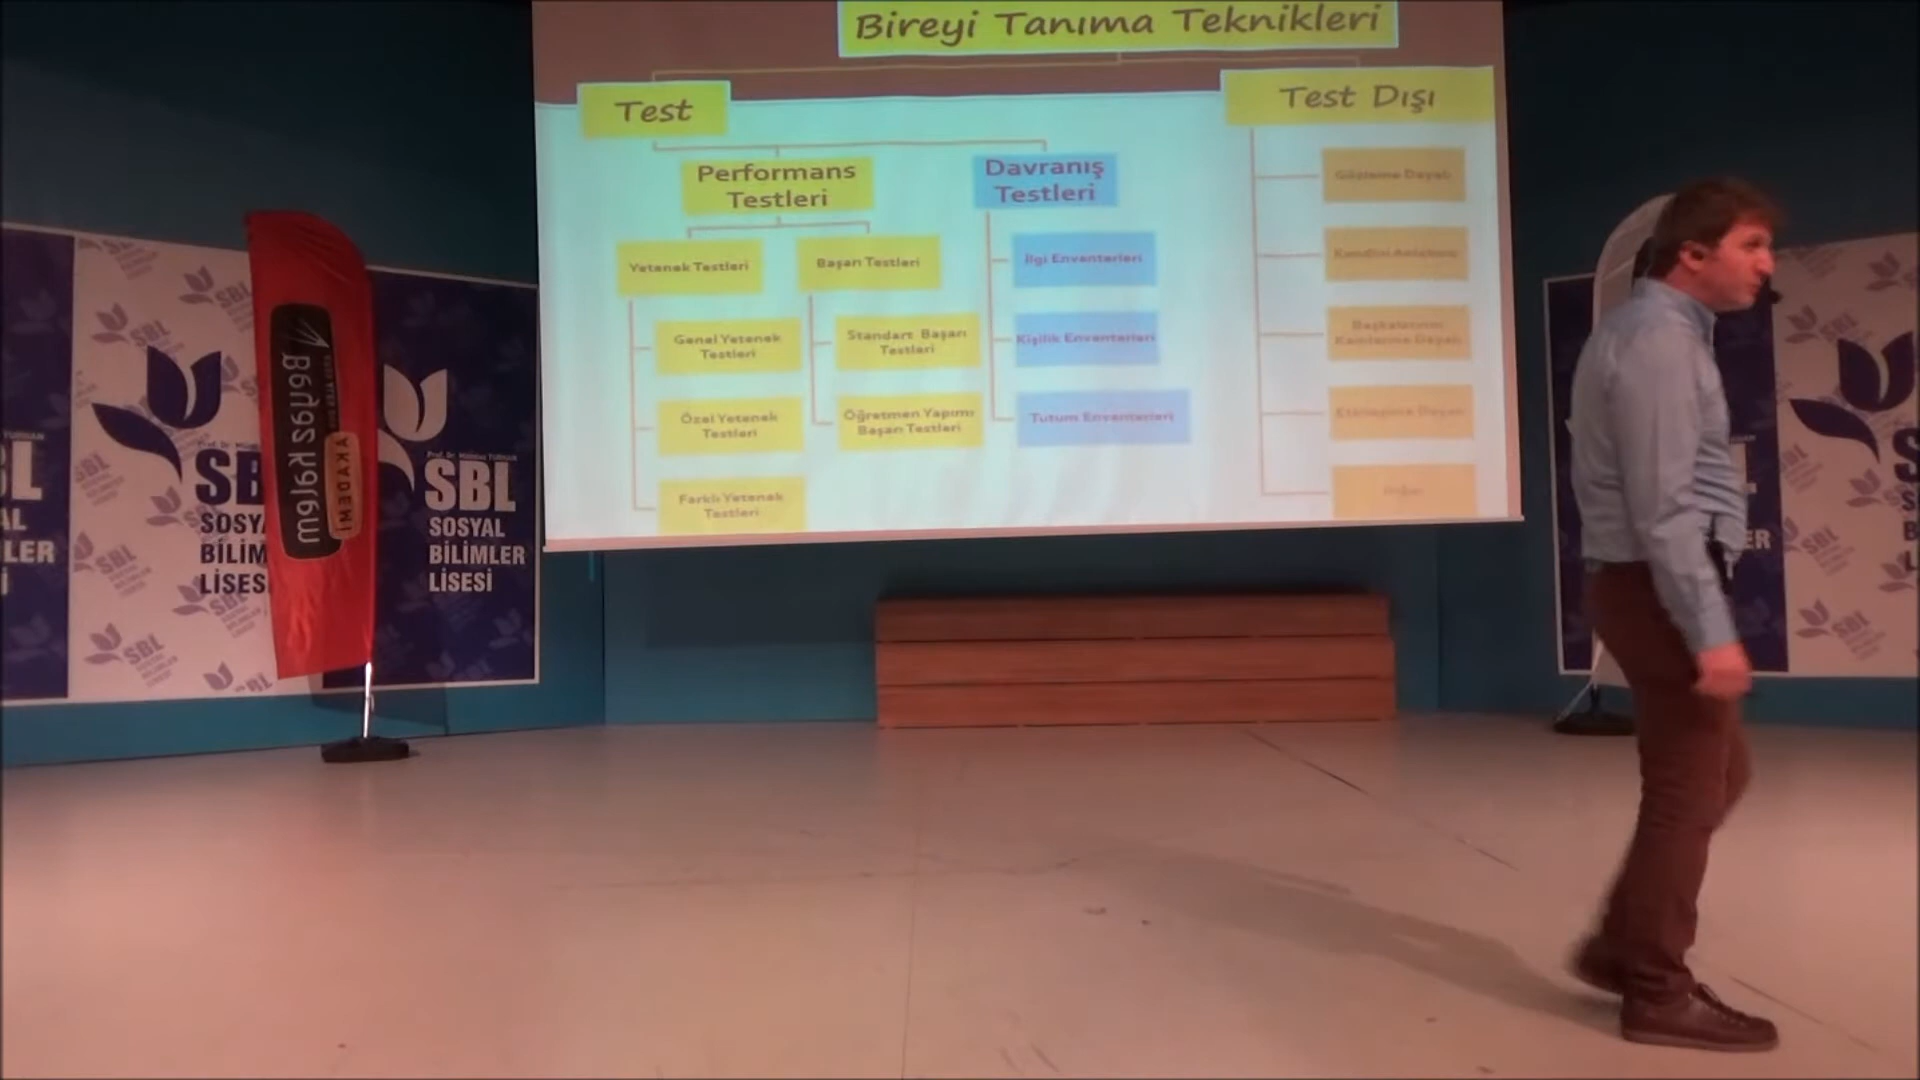 Bireyi Tanıma Teknikleri
Test
Test Dışı
Performans
Testleri
Davranış
Testleri
Yetenek Testleri
Başarı Testleri
İlgi Envanterleri
Genel Yetenek
Testleri
Standart Başarı
Testleri
Kişilik Envanterleri
Özel Yetenek
Testleri
Öğretmen Yapımı
Başarı Testleri
Tutum Envanterleri
Farklı Yetenek
Testleri
Gözleme Dayalı
Beyaz Kalem
AKADEMİ
SBL
SOSYAL
BİLİMLER
LİSESİ
SBL
SOSYAL
BİLİMLER
LİSESİ